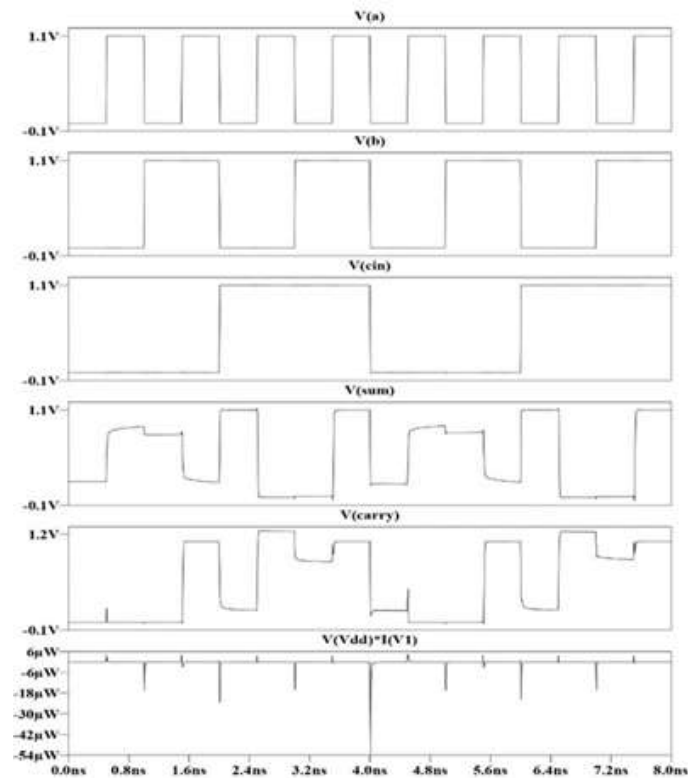 V(a)
1.1V
-0.1V
V(b)
1.1V
-0.1V
V(cin)
1.1V
-0.1V
V(sum)
1.1V
-0.1V
V(carry)
1.2V
-0.1V
V(Vdd)*I(V1)
6µW
-6µW
-18µW
-30µW
-42µW
-54µW
0.0ns 0.8ns 1.6ns 2.4ns 3.2ns 4.0ns 4.8ns 5.6ns 6.4ns 7.2ns 8.0ns